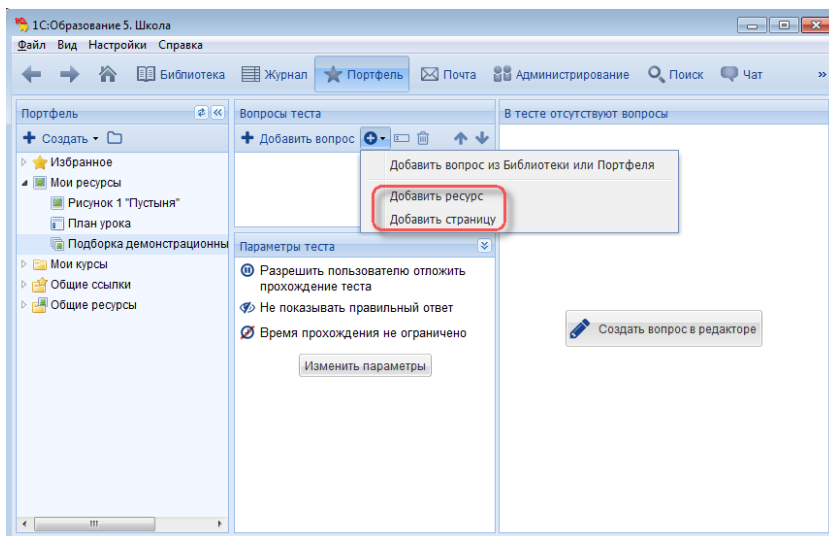 1С:Образование 5. Школа
Файл Вид Настройки Справка
Библиотека Журнал Портфель Почта Администрирование Поиск Чат »
Портфель
Создать
Избранное
Мои ресурсы
Рисунок 1 "Пустыня"
План урока
Подборка демонстрационны
Мои курсы
Общие ссылки
Общие ресурсы
Вопросы теста
Добавить вопрос
Добавить вопрос из Библиотеки или Портфеля
Добавить ресурс
Добавить страницу
Параметры теста
Разрешить пользователю отложить
прохождение теста
Не показывать правильный ответ
Время прохождения не ограничено
Изменить параметры
В тесте отсутствуют вопросы
Создать вопрос в редакторе